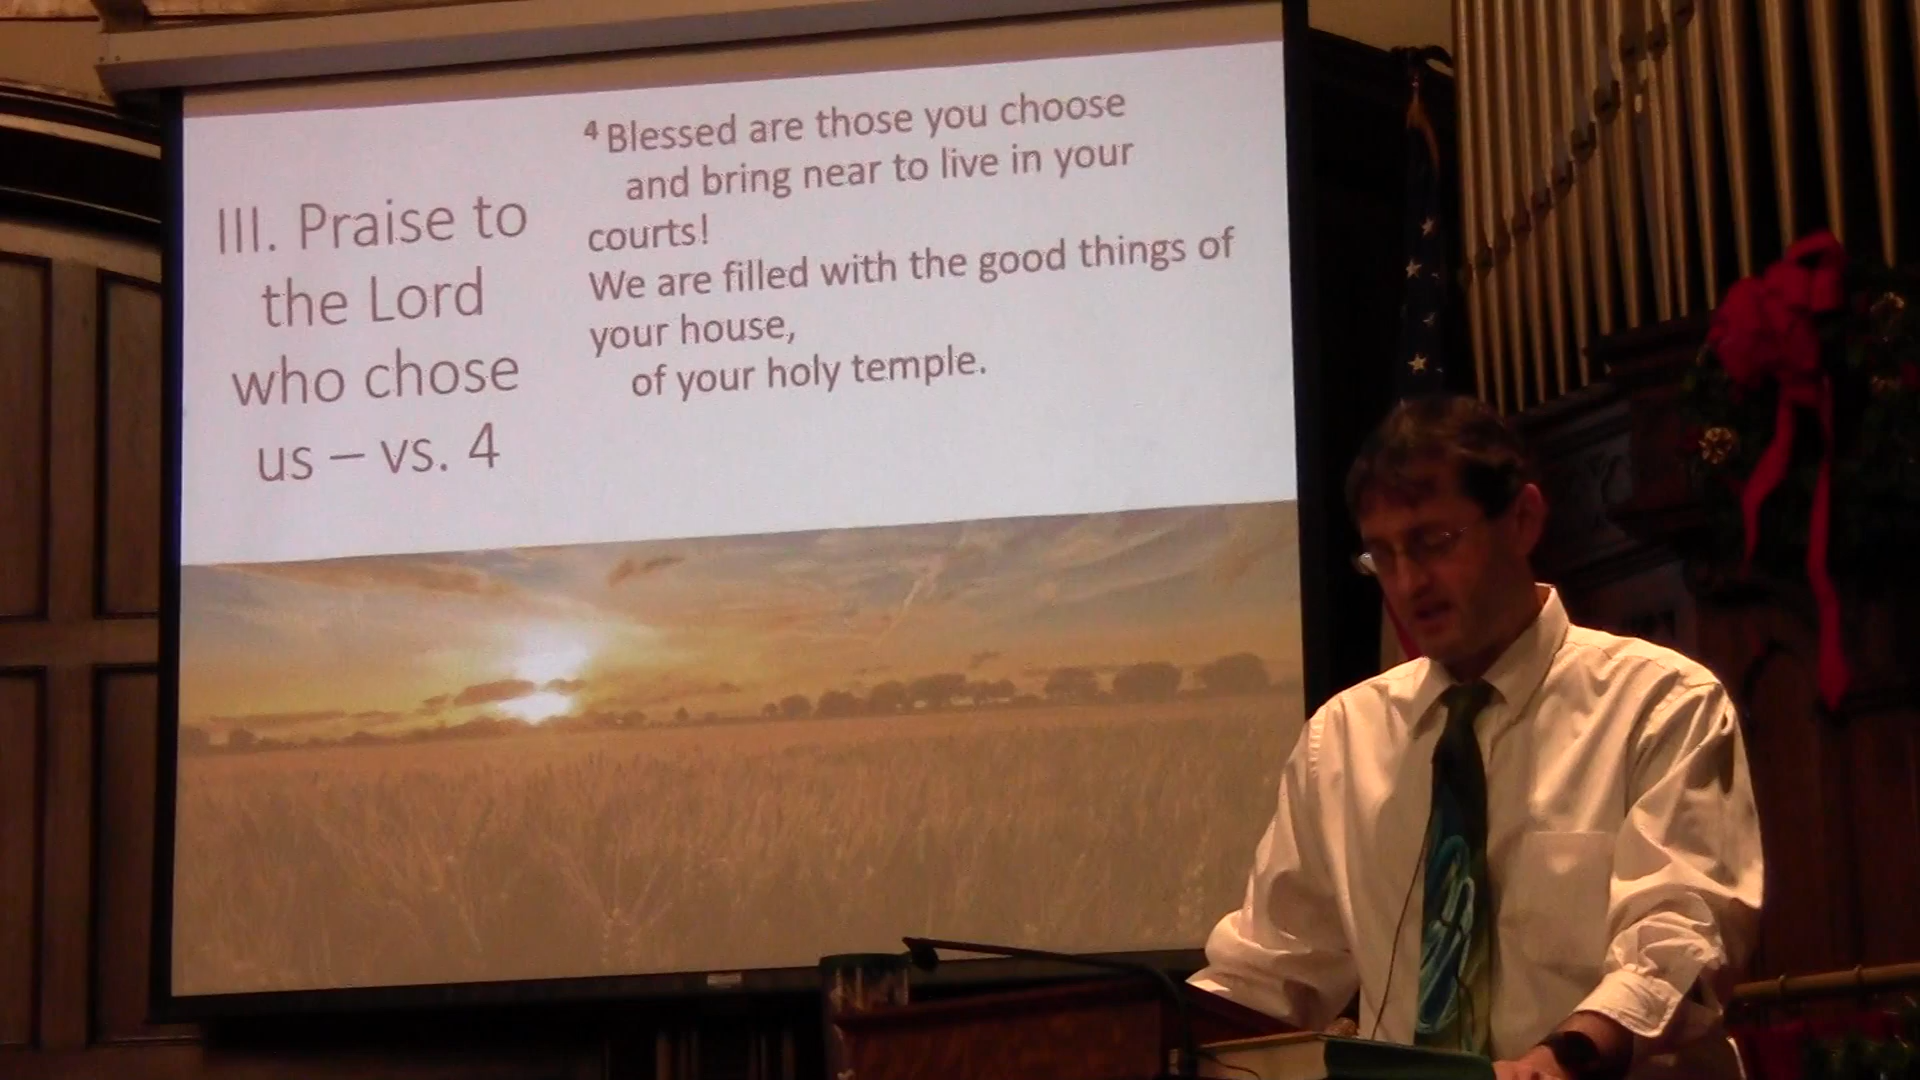 III. Praise to
the Lord
who chose
us – vs. 4
4 Blessed are those you choose
and bring near to live in your
courts!
We are filled with the good things of
your house,
of your holy temple.